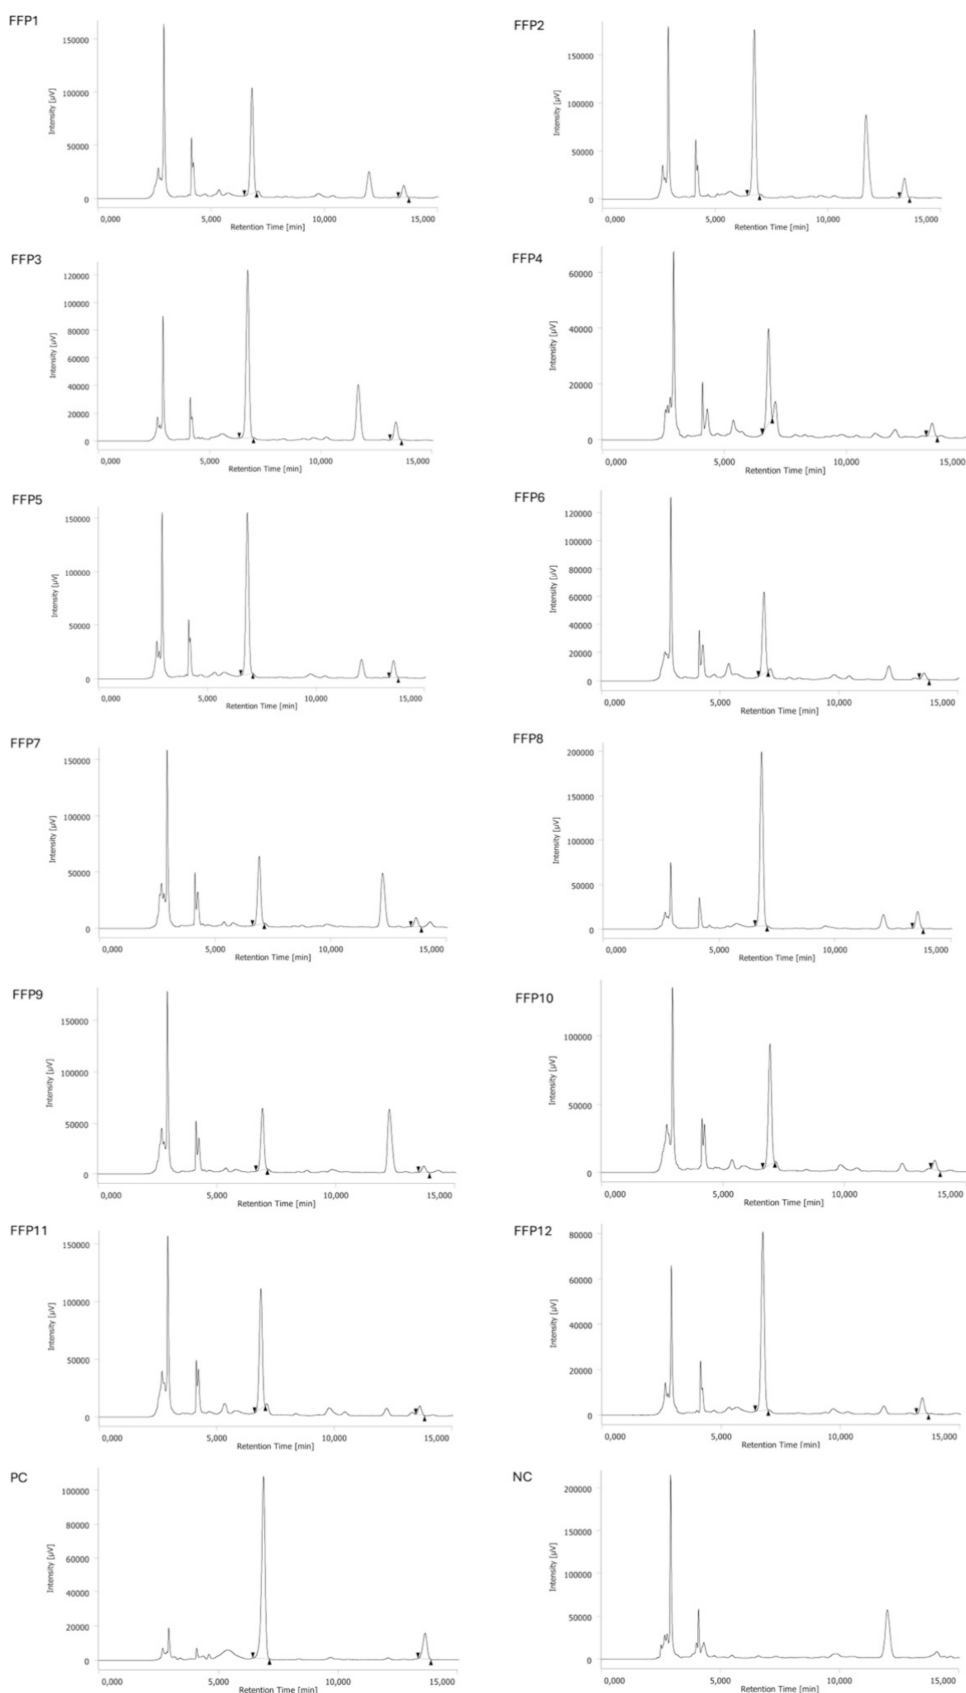 FFP1
Intensity [µV]
150000
100000
50000
0
0,000 5,000 10,000 15,000
Retention Time [min]
FFP2
Intensity [µV]
150000
100000
50000
0
0,000 5,000 10,000 15,000
Retention Time [min]
FFP3
Intensity [µV]
120000
100000
80000
60000
40000
20000
0
0,000 5,000 10,000 15,000
Retention Time [min]
FFP4
Intensity [µV]
60000
40000
20000
0
0,000 5,000 10,000 15,000
Retention Time [min]
FFP5
Intensity [µV]
150000
100000
50000
0
0,000 5,000 10,000 15,000
Retention Time [min]
FFP6
Intensity [µV]
120000
100000
80000
60000
40000
20000
0
0,000 5,000 10,000 15,000
Retention Time [min]
FFP7
Intensity [µV]
150000
100000
50000
0
0,000 5,000 10,000 15,000
Retention Time [min]
FFP8
Intensity [µV]
200000
150000
100000
50000
0
0,000 5,000 10,000 15,000
Retention Time [min]
FFP9
Intensity [µV]
150000
100000
50000
0
0,000 5,000 10,000 15,000
Retention Time [min]
FFP10
Intensity [µV]
100000
50000
0
0,000 5,000 10,000 15,000
Retention Time [min]
FFP11
Intensity [µV]
150000
100000
50000
0
0,000 5,000 10,000 15,000
Retention Time [min]
FFP12
Intensity [µV]
80000
60000
40000
20000
0
0,000 5,000 10,000 15,000
Retention Time [min]
PC
Intensity [µV]
100000
80000
60000
40000
20000
0
0,000 5,000 10,000 15,000
Retention Time [min]
NC
Intensity [µV]
200000
150000
100000
50000
0
0,000 5,000 10,000 15,000
Retention Time [min]